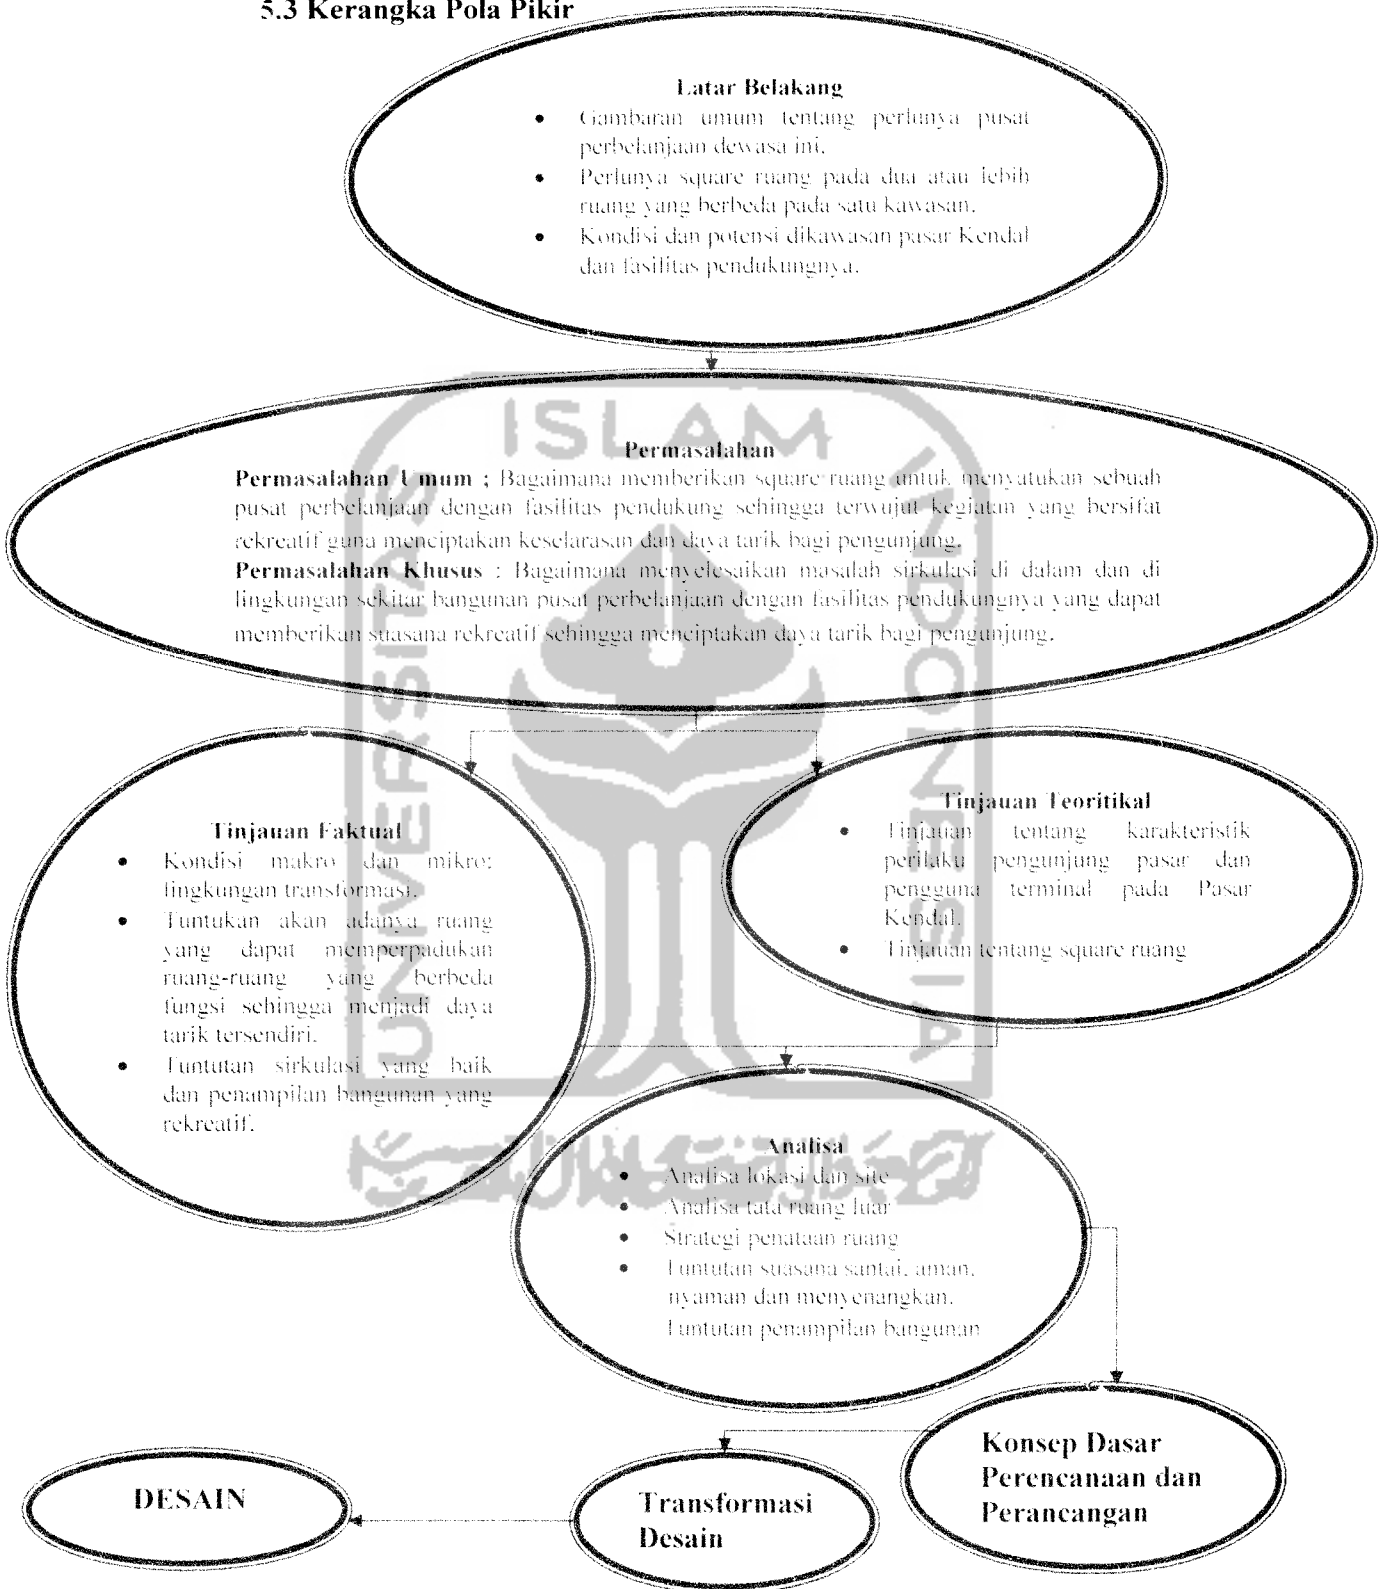 5.3 Kerangka Pola Pikir
Latar Belakang
• Gambaran umum tentang perlunya pusat
perbelanjaan dewasa ini.
• Perlunya square ruang pada dua atau lebih
ruang yang berbeda pada satu kawasan.
• Kondisi dan potensi dikawasan pasar Kendal
dan fasilitas pendukungnya.
Permasalahan
Permasalahan Umum ; Bagaimana memberikan square ruang untuk menyatukan sebuah
pusat perbelanjaan dengan fasilitas pendukung sehingga terwujut kegiatan yang bersifat
rekreatif guna menciptakan keselarasan dan daya tarik bagi pengunjung.
Permasalahan Khusus : Bagaimana menyelesaikan masalah sirkulasi di dalam dan di
lingkungan sekitar bangunan pusat perbelanjaan dengan fasilitas pendukungnya yang dapat
memberikan suasana rekreatif sehingga menciptakan daya tarik bagi pengunjung.
Tinjauan Faktual
• Kondisi makro dan mikro:
lingkungan transformasi.
• Tuntukan akan adanya ruang
yang dapat memperpadukan
ruang-ruang yang berbeda
fungsi sehingga menjadi daya
tarik tersendiri.
• Tuntutan sirkulasi yang baik
dan penampilan bangunan yang
rekreatif.
Tinjauan Teoritikal
• Tinjauan tentang karakteristik
perilaku pengunjung pasar dan
pengguna terminal pada Pasar
Kendal.
• Tinjauan tentang square ruang
Analisa
• Analisa lokasi dan site
• Analisa tata ruang luar
• Strategi penataan ruang
• Tuntutan suasana santai, aman,
nyaman dan menyenangkan.
Tuntutan penampilan bangunan
Konsep Dasar
Perencanaan dan
Perancangan
Transformasi
Desain
DESAIN
UNIVERSITAS
ISLAM
INDONESIA